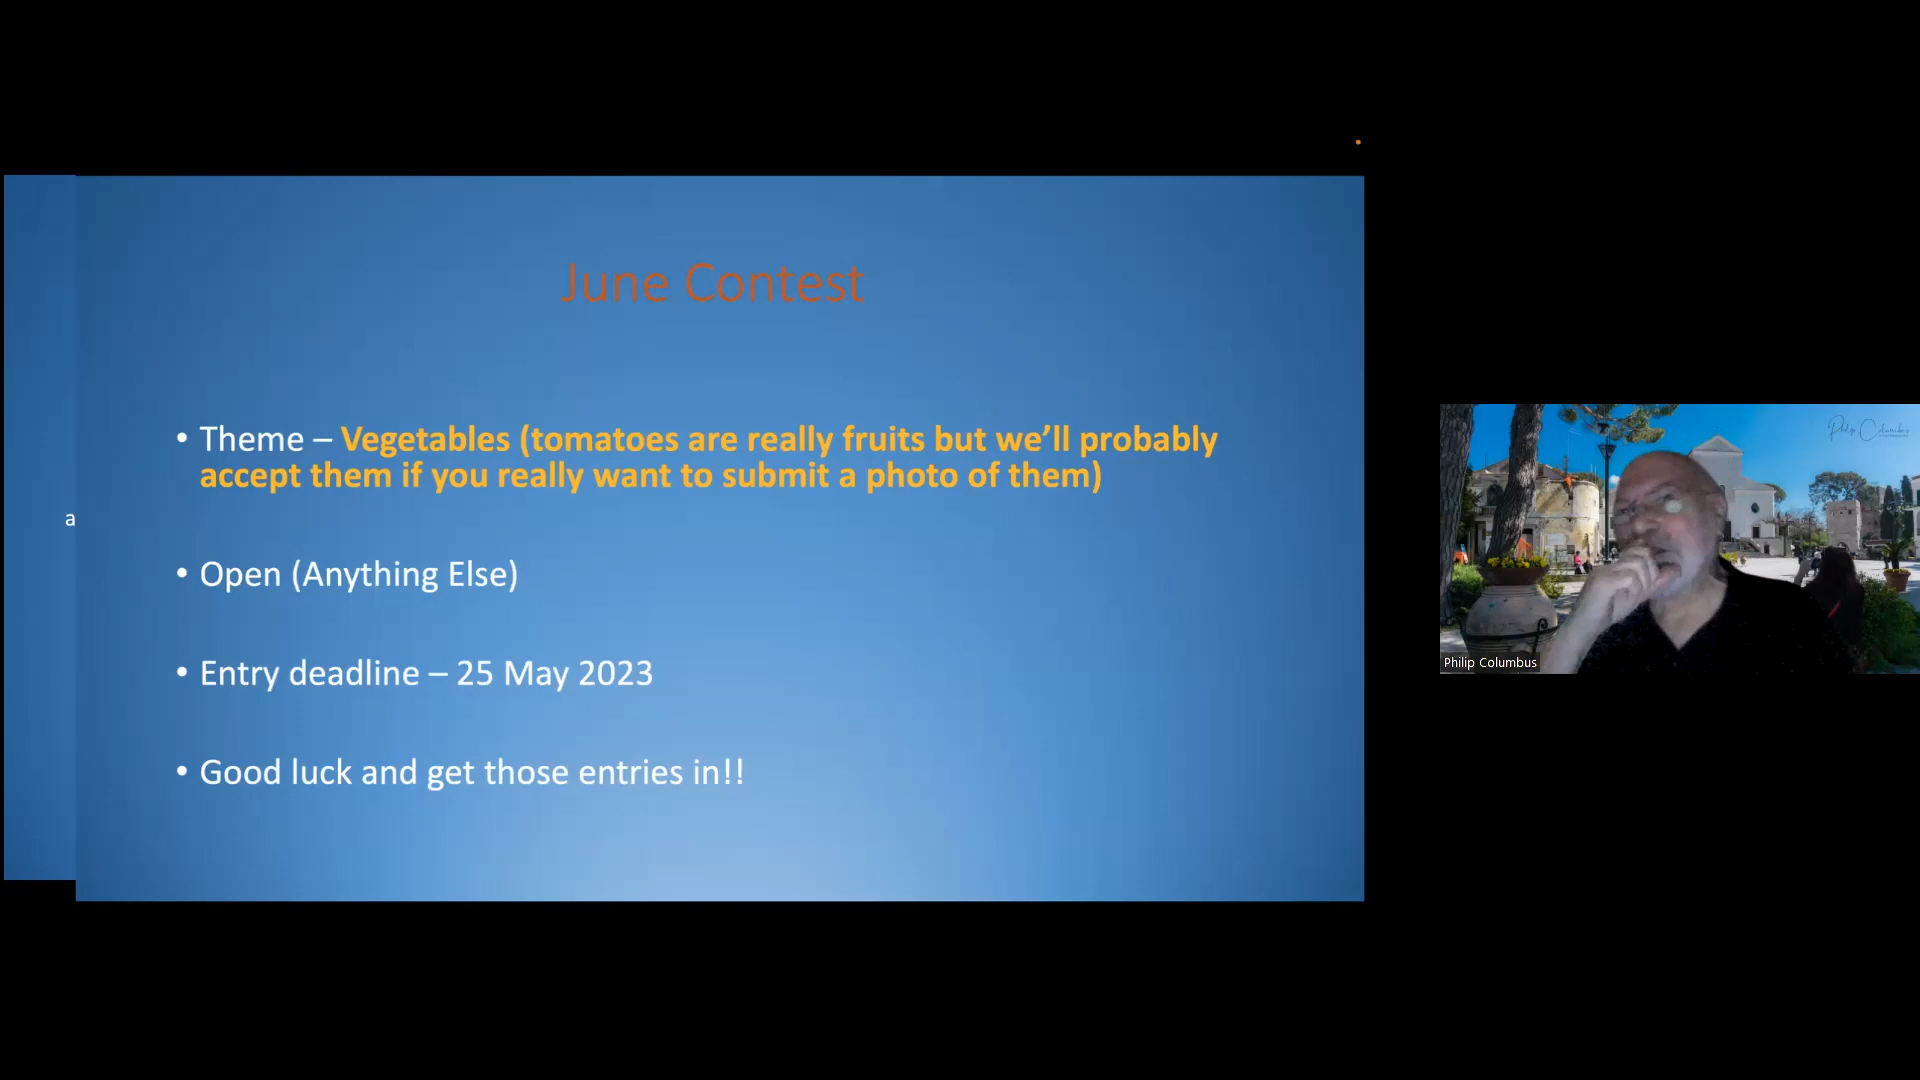 June Contest
• Theme – Vegetables (tomatoes are really fruits but we’ll probably
accept them if you really want to submit a photo of them)
a
• Open (Anything Else)
• Entry deadline – 25 May 2023
• Good luck and get those entries in!!
Philip Columbus
Philip Columbus